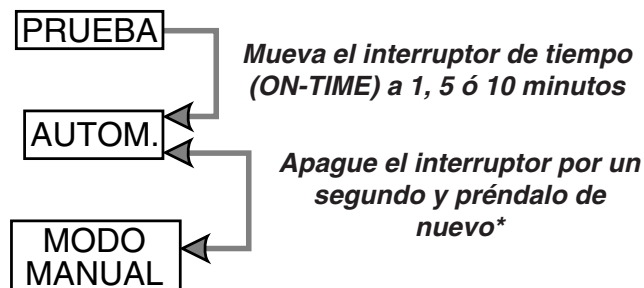 PRUEBA
Mueva el interruptor de tiempo
(ON-TIME) a 1, 5 ó 10 minutos
AUTOM.
Apague el interruptor por un
segundo y préndalo de
nuevo*
MODO
MANUAL